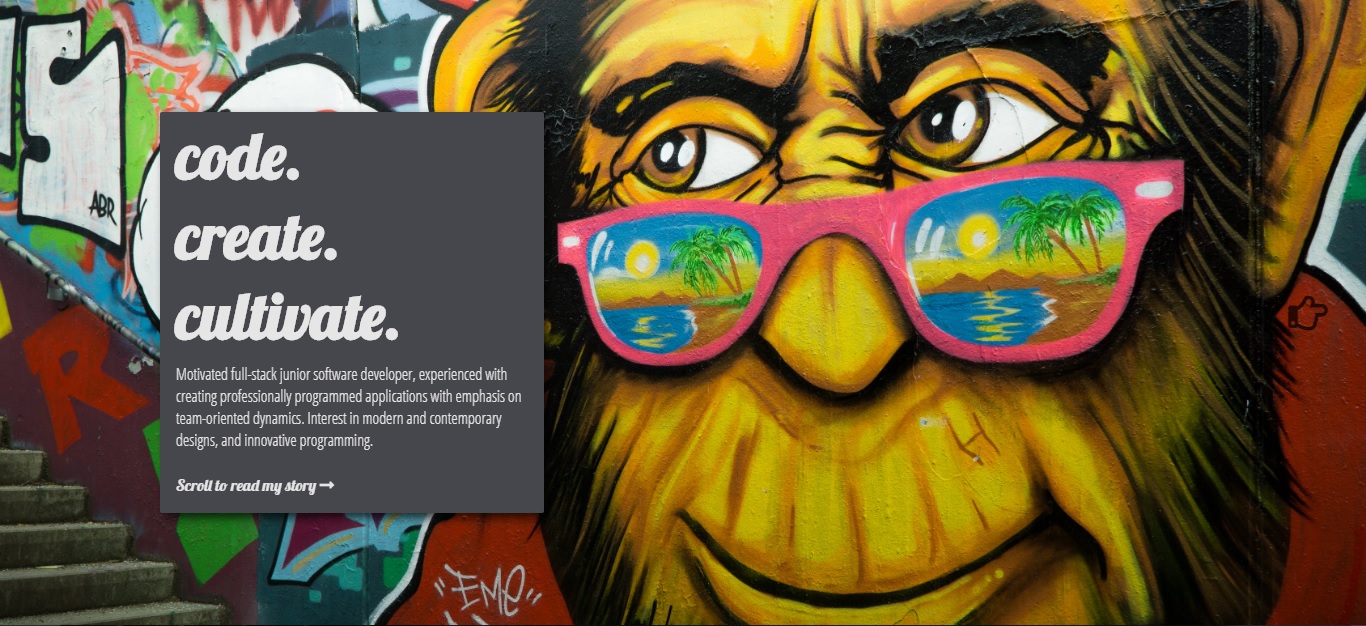 S
ABR
code.
create.
cultivate.
Motivated full-stack junior software developer, experienced with
creating professionally programmed applications with emphasis on
team-oriented dynamics. Interest in modern and contemporary
designs, and innovative programming.
Scroll to read my story →
R
"EME"